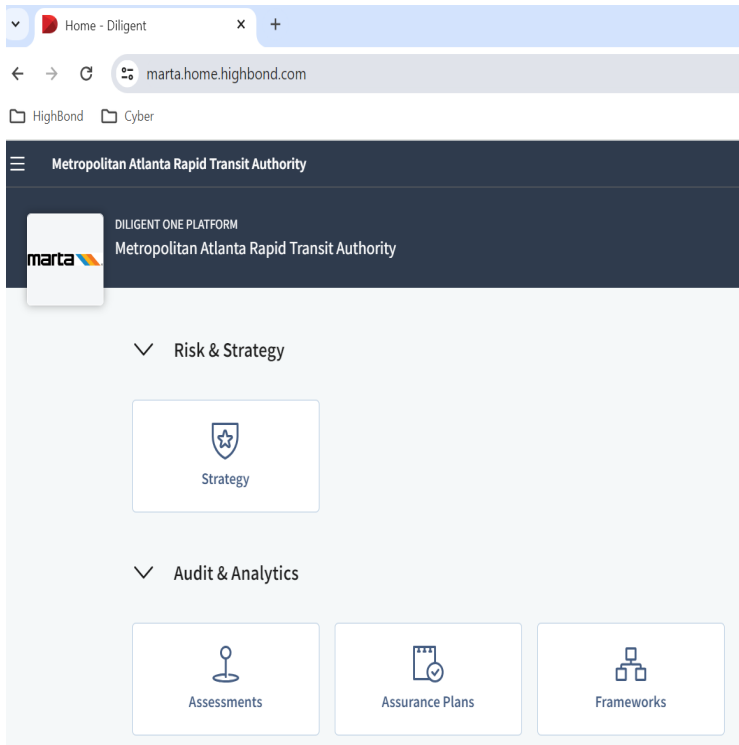 Home - Diligent
marta.home.highbond.com
HighBond Cyber
Metropolitan Atlanta Rapid Transit Authority
DILIGENT ONE PLATFORM
Metropolitan Atlanta Rapid Transit Authority
marta
Risk & Strategy
Strategy
Audit & Analytics
Assessments Assurance Plans Frameworks